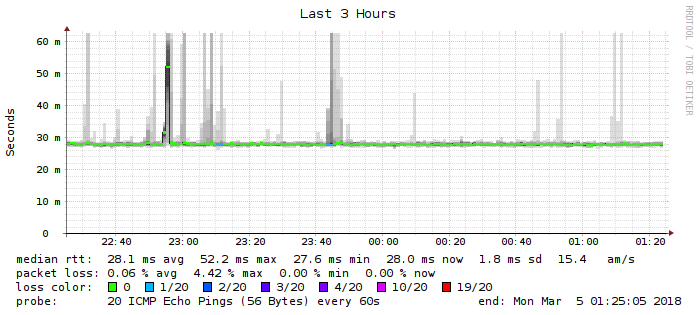 Last 3 Hours
RRDTOOL / TOBI OETIKER
Seconds
60 m
50 m
40 m
30 m
20 m
10 m
0
22:40 23:00 23:20 23:40 00:00 00:20 00:40 01:00 01:20
median rtt: 28.1 ms avg 52.2 ms max 27.6 ms min 28.0 ms now 1.8 ms sd 15.4 am/s
packet loss: 0.06 % avg 4.42 % max 0.00 % min 0.00 % now
loss color: 0 1/20 2/20 3/20 4/20 10/20 19/20
probe: 20 ICMP Echo Pings (56 Bytes) every 60s end: Mon Mar 5 01:25:05 2018